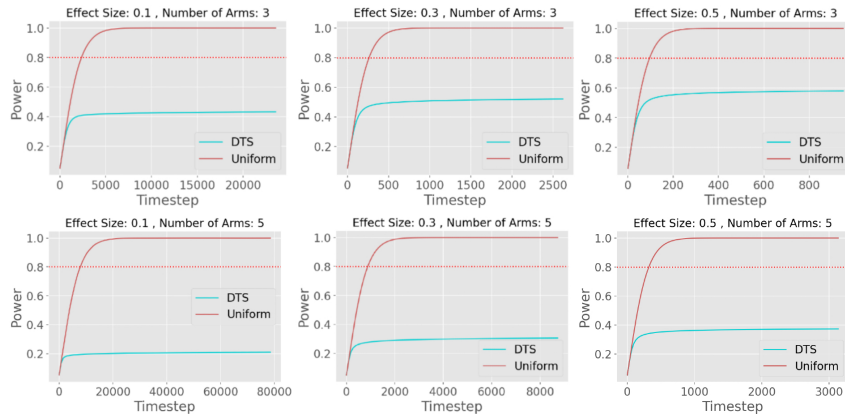 Effect Size: 0.1 , Number of Arms: 3
Power
1.0
0.8
0.6
0.4
0.2
DTS
Uniform
0 5000 10000 15000 20000
Timestep
Effect Size: 0.3 , Number of Arms: 3
Power
1.0
0.8
0.6
0.4
0.2
DTS
Uniform
0 500 1000 1500 2000 2500
Timestep
Effect Size: 0.5 , Number of Arms: 3
Power
1.0
0.8
0.6
0.4
0.2
DTS
Uniform
0 200 400 600 800
Timestep
Effect Size: 0.1 , Number of Arms: 5
Power
1.0
0.8
0.6
0.4
0.2
DTS
Uniform
0 20000 40000 60000 80000
Timestep
Effect Size: 0.3 , Number of Arms: 5
Power
1.0
0.8
0.6
0.4
0.2
DTS
Uniform
0 2000 4000 6000 8000
Timestep
Effect Size: 0.5 , Number of Arms: 5
Power
1.0
0.8
0.6
0.4
0.2
DTS
Uniform
0 1000 2000 3000
Timestep